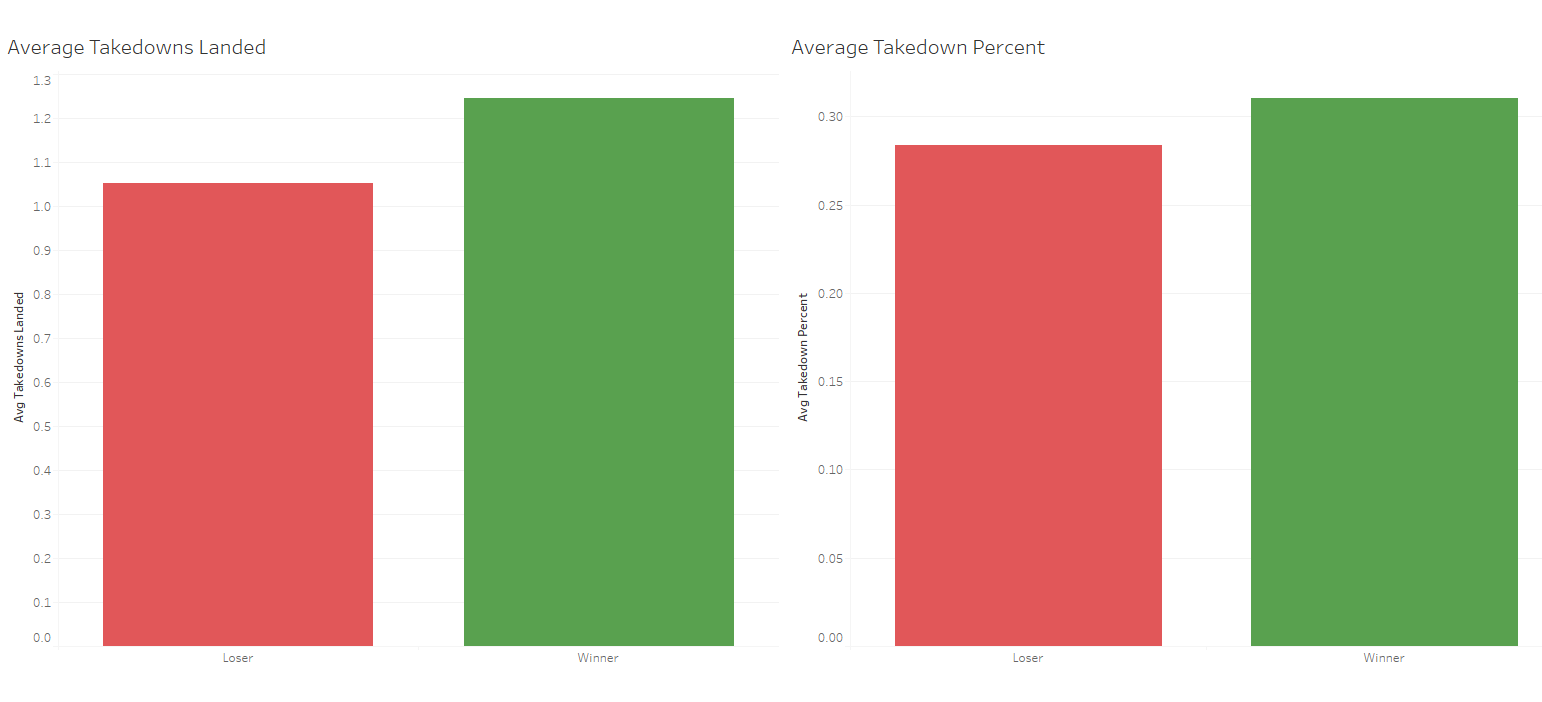 Average Takedowns Landed
Avg Takedowns Landed
1.3
1.2
1.1
1.0
0.9
0.8
0.7
0.6
0.5
0.4
0.3
0.2
0.1
0.0
Loser
Winner
Average Takedown Percent
Avg Takedown Percent
0.30
0.25
0.20
0.15
0.10
0.05
0.00
Loser
Winner